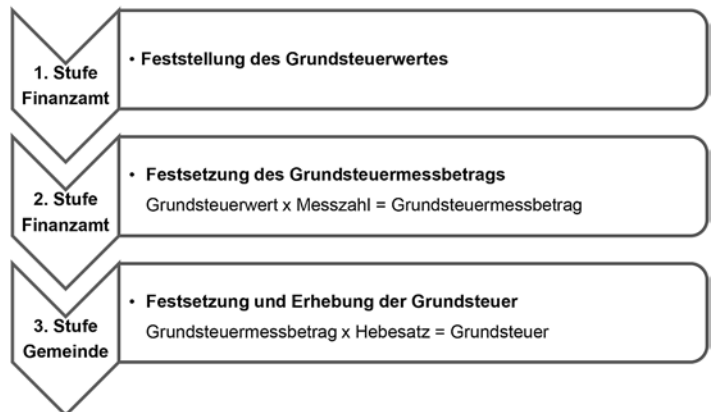 1. Stufe
Finanzamt
• Feststellung des Grundsteuerwertes
2. Stufe
Finanzamt
• Festsetzung des Grundsteuermessbetrags
Grundsteuerwert x Messzahl = Grundsteuermessbetrag
3. Stufe
Gemeinde
• Festsetzung und Erhebung der Grundsteuer
Grundsteuermessbetrag x Hebesatz = Grundsteuer